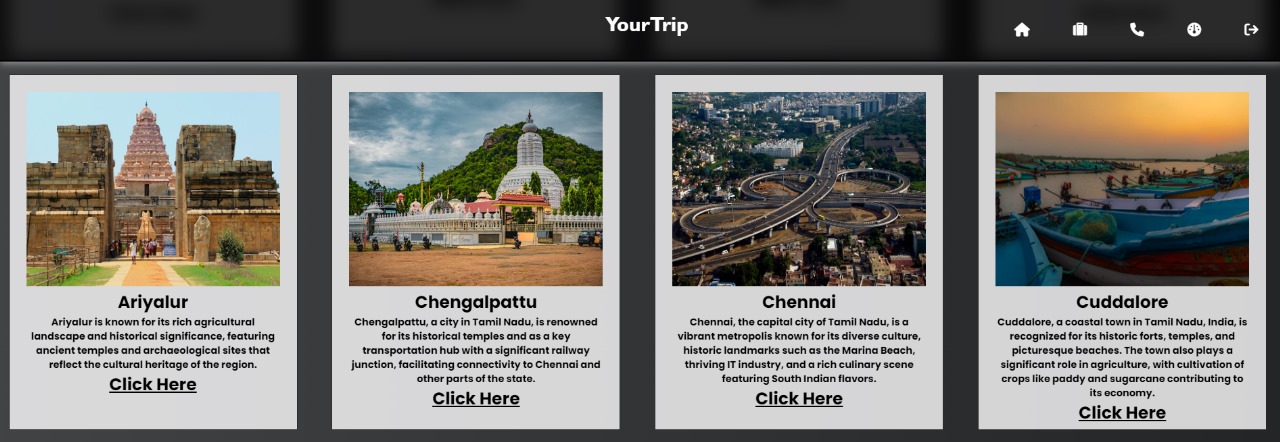 YourTrip
Ariyalur
Ariyalur is known for its rich agricultural
landscape and historical significance, featuring
ancient temples and archaeological sites that
reflect the cultural heritage of the region.
Click Here
Chengalpattu
Chengalpattu, a city in Tamil Nadu, is renowned
for its historical temples and as a key
transportation hub with a significant railway
junction, facilitating connectivity to Chennai and
other parts of the state.
Click Here
Chennai
Chennai, the capital city of Tamil Nadu, is a
vibrant metropolis known for its diverse culture,
historic landmarks such as the Marina Beach,
thriving IT industry, and a rich culinary scene
featuring South Indian flavors.
Click Here
Cuddalore
Cuddalore, a coastal town in Tamil Nadu, India, is
recognized for its historic forts, temples, and
picturesque beaches. The town also plays a
significant role in agriculture, with cultivation of
crops like paddy and sugarcane contributing to
its economy.
Click Here